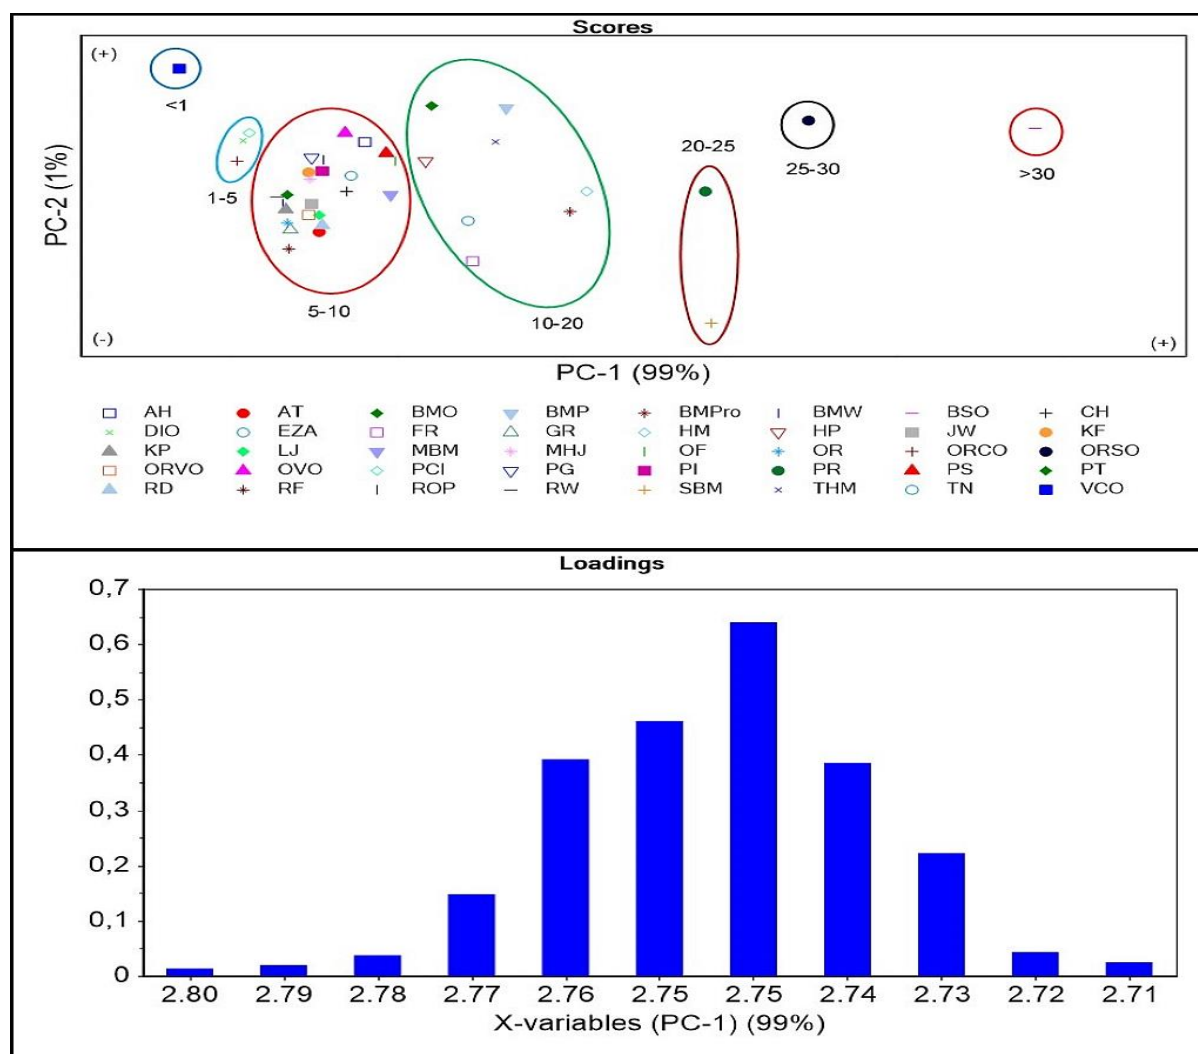 Scores
(+)
<1
20-25
25-30
>30
1-5
PC-2 (1%)
5-10
10-20
(-)
(+)
PC-1 (99%)
AH AT BMO BMP BMPro BMW BSO CH
DIO EZA FR GR HM HP JW KF
KP LJ MBM MHJ OF OR ORCO ORSO
ORVO OVO PCI PG PI PR PS PT
RD RF ROP RW SBM THM TN VCO
Loadings
0,7
0,6
0,5
0,4
0,3
0,2
0,1
0
2.80 2.79 2.78 2.77 2.76 2.75 2.75 2.74 2.73 2.72 2.71
X-variables (PC-1) (99%)